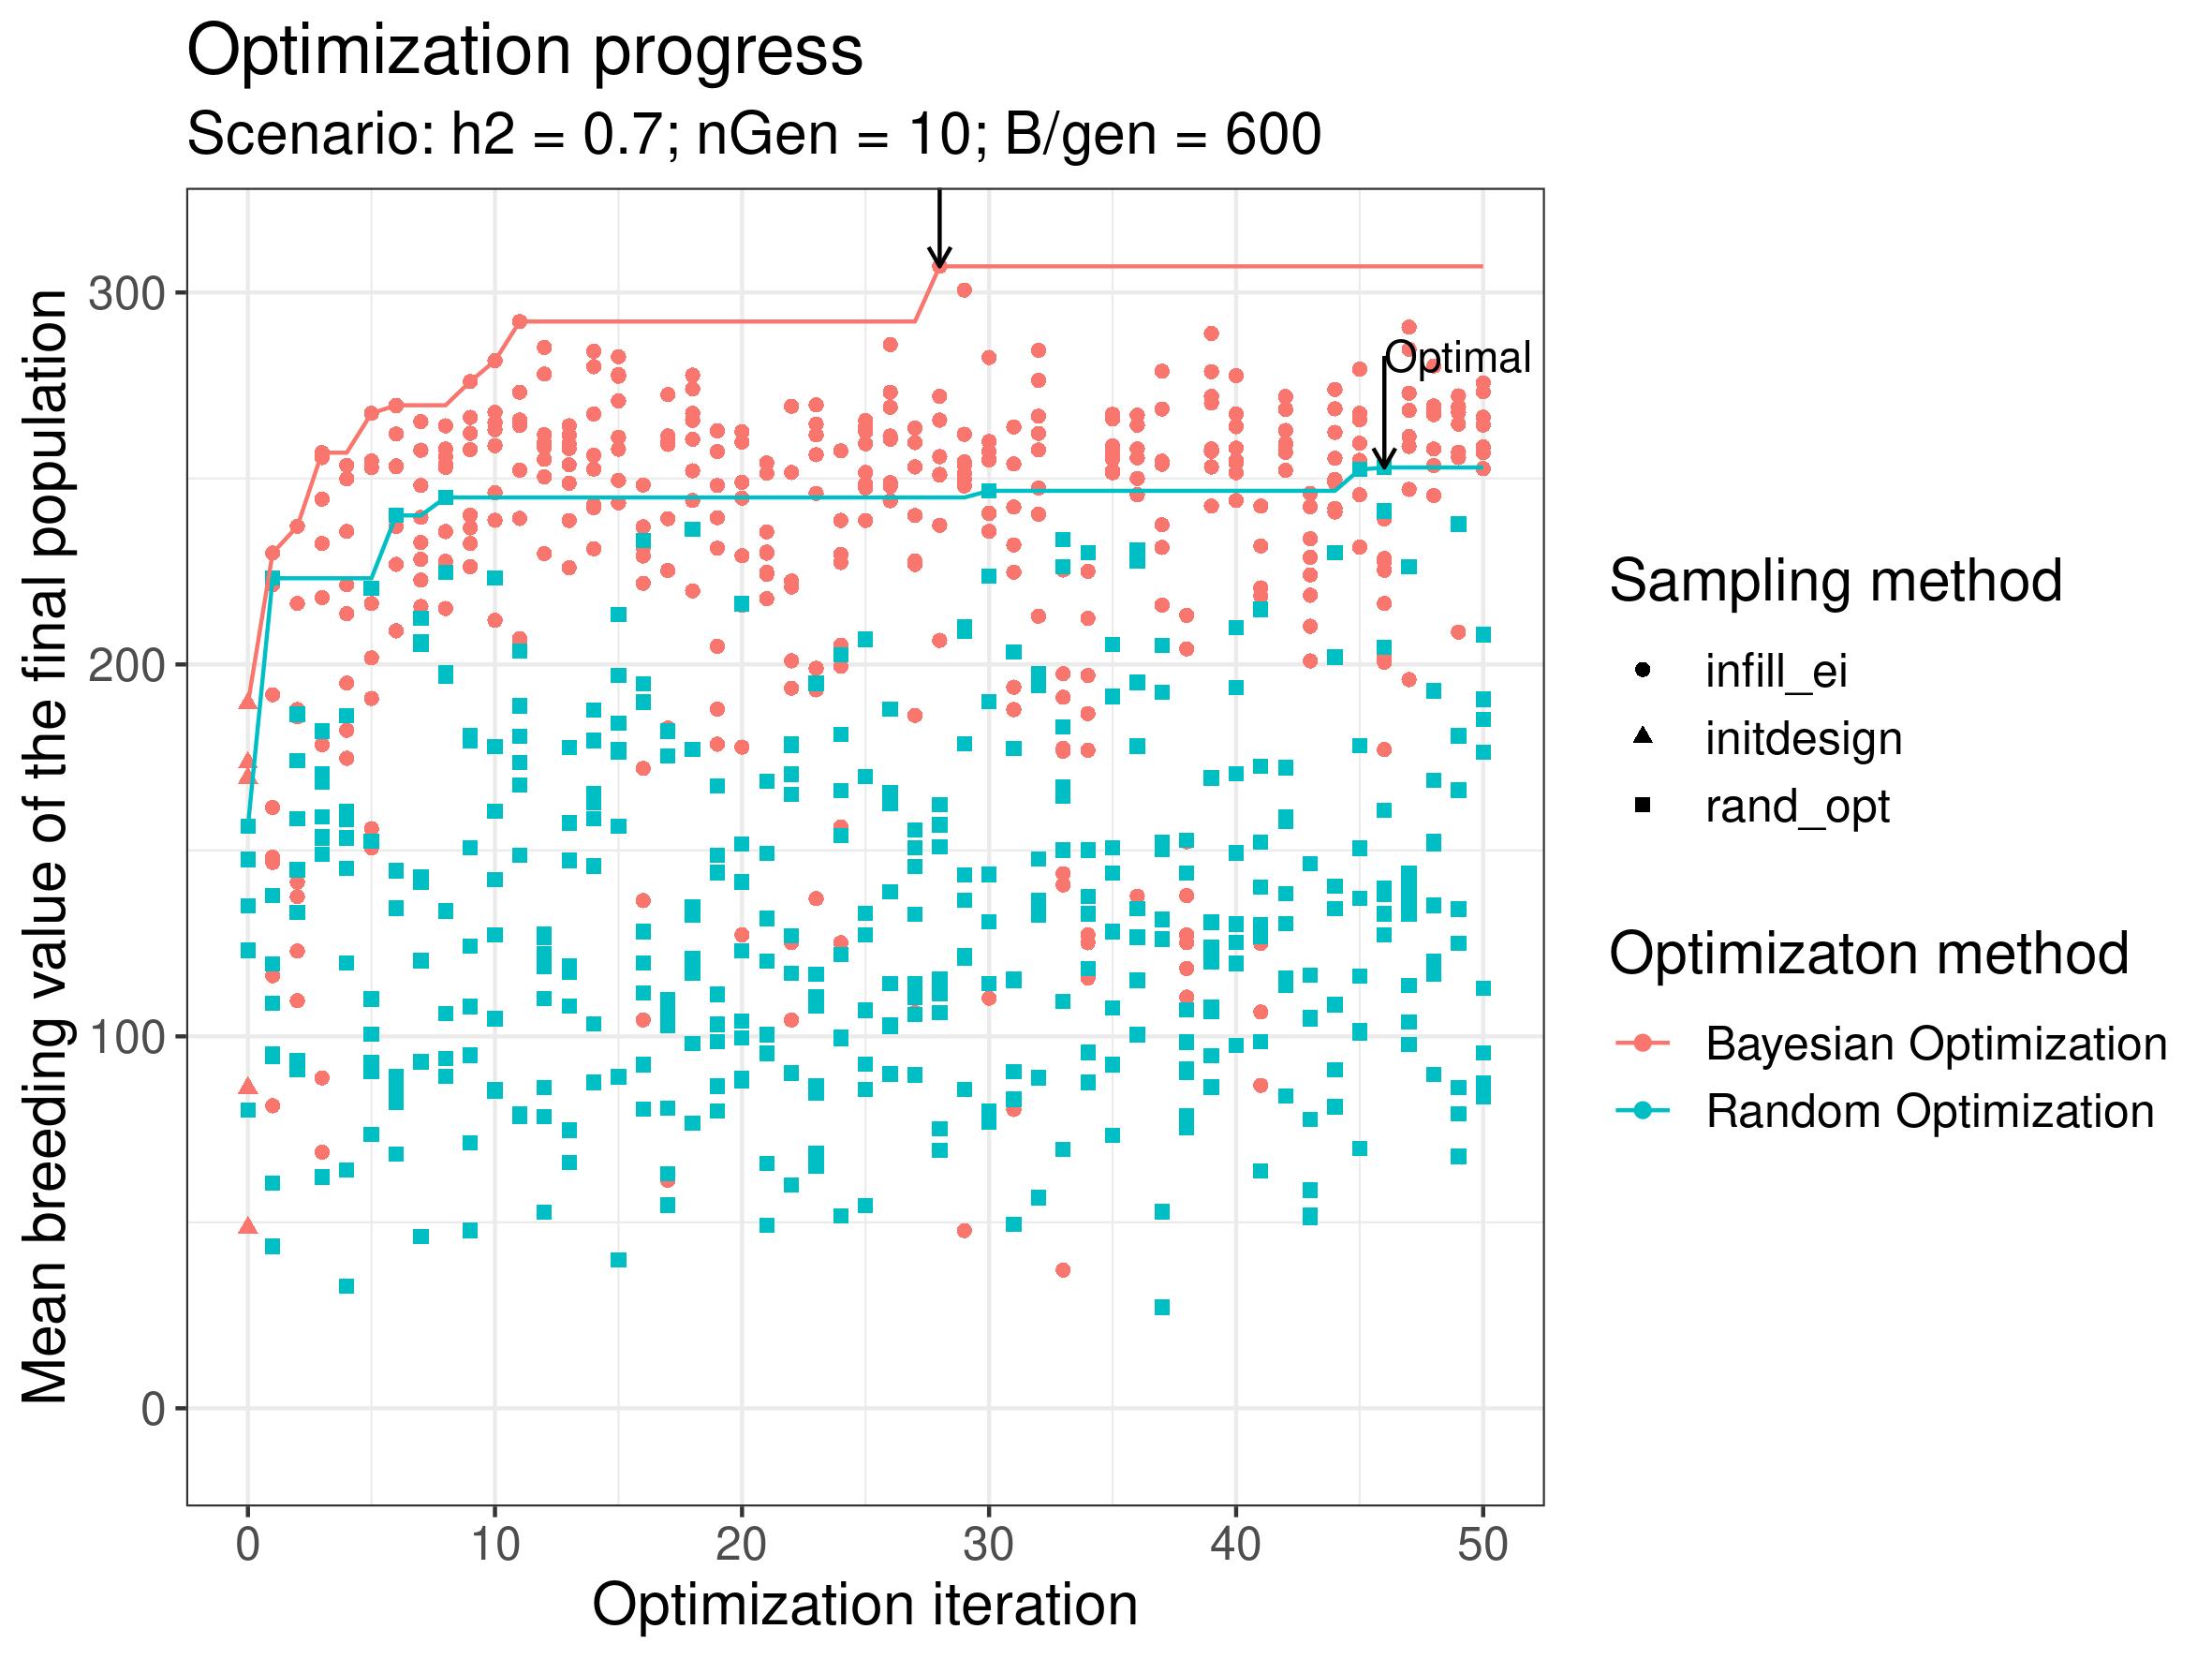 Optimization progress
Scenario: h2 = 0.7; nGen = 10; B/gen = 600
Mean breeding value of the final population
300
200
100
0
Optimal
0 10 20 30 40 50
Optimization iteration
Sampling method
infill_ei
initdesign
rand_opt
Optimizaton method
Bayesian Optimization
Random Optimization